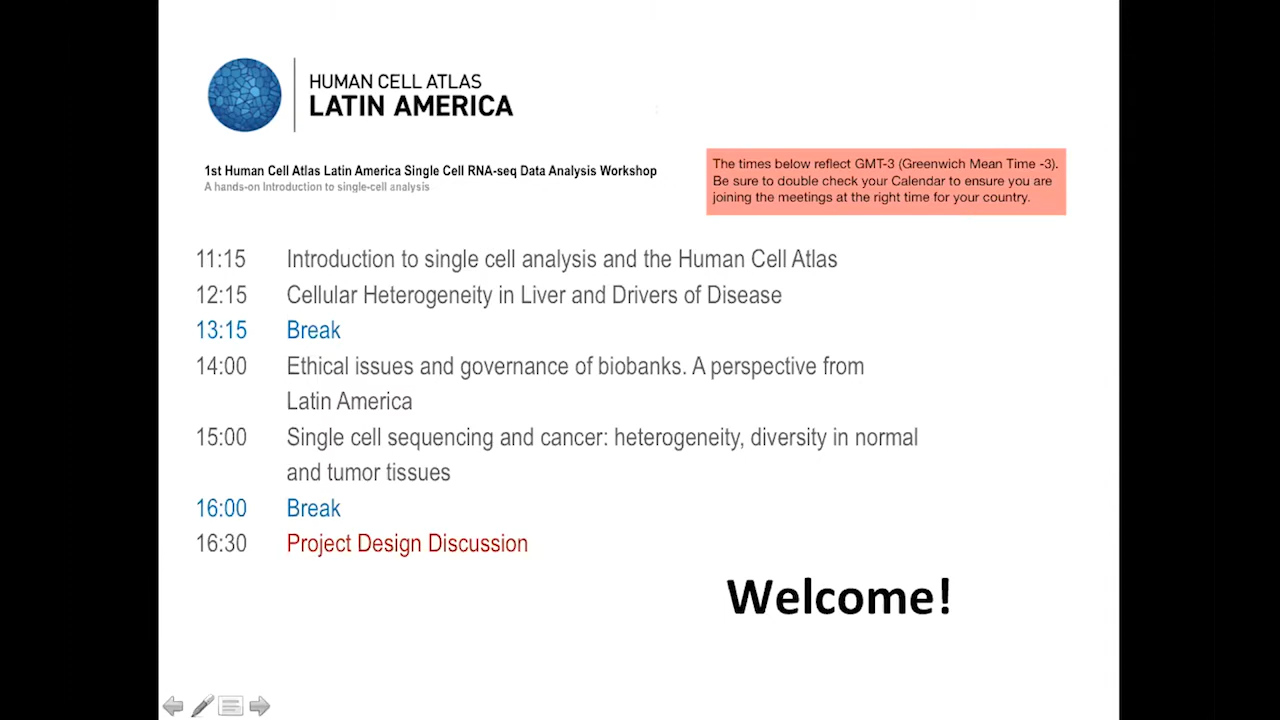 HUMAN CELL ATLAS
LATIN AMERICA
1st Human Cell Atlas Latin America Single Cell RNA-seq Data Analysis Workshop
A hands-on Introduction to single-cell analysis
The times below reflect GMT-3 (Greenwich Mean Time -3).
Be sure to double check your Calendar to ensure you are
joining the meetings at the right time for your country.
11:15 Introduction to single cell analysis and the Human Cell Atlas
12:15 Cellular Heterogeneity in Liver and Drivers of Disease
13:15 Break
14:00 Ethical issues and governance of biobanks. A perspective from
Latin America
15:00 Single cell sequencing and cancer: heterogeneity, diversity in normal
and tumor tissues
16:00 Break
16:30 Project Design Discussion
Welcome!